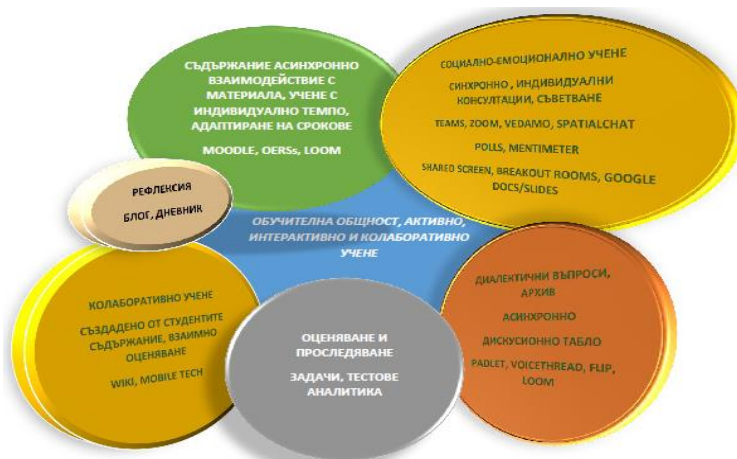 СЪДЪРЖАНИЕ АСИНХРОННО
ВЗАИМОДЕЙСТВИЕ С
МАТЕРИАЛА, УЧЕНЕ С
ИНДИВИДУАЛНО ТЕМПО,
АДАПТИРАНЕ НА СРОКОВЕ
MOODLE, OERSs, LOOM
СОЦИАЛНО-ЕМОЦИОНАЛНО УЧЕНЕ
СИНХРОННО , ИНДИВИДУАЛНИ
КОНСУЛТАЦИИ, СЪВЕТВАНЕ
TEAMS, ZOOM, VEDAMO, SPATIALCHAT
POLLS, MENTIMETER
SHARED SCREEN, BREAKOUT ROOMS, GOOGLE
DOCS/SLIDES
РЕФЛЕКСИЯ
БЛОГ, ДНЕВНИК
ОБУЧИТЕЛНА ОБЩНОСТ, АКТИВНО,
ИНТЕРАКТИВНО И КОЛАБОРАТИВНО
УЧЕНЕ
КОЛАБОРАТИВНО УЧЕНЕ
СЪЗДАДЕНО ОТ СТУДЕНТИТЕ
СЪДЪРЖАНИЕ, ВЗАИМНО
ОЦЕНЯВАНЕ
WIKI, MOBILE TECH
ОЦЕНЯВАНЕ И
ПРОСЛЕДЯВАНЕ
ЗАДАЧИ, ТЕСТОВЕ
АНАЛИТИКА
ДИАЛЕКТИЧНИ ВЪПРОСИ,
АРХИВ
АСИНХРОННО
ДИСКУСИОННО ТАБЛО
PADLET, VOICETHREAD, FLIP,
LOOM